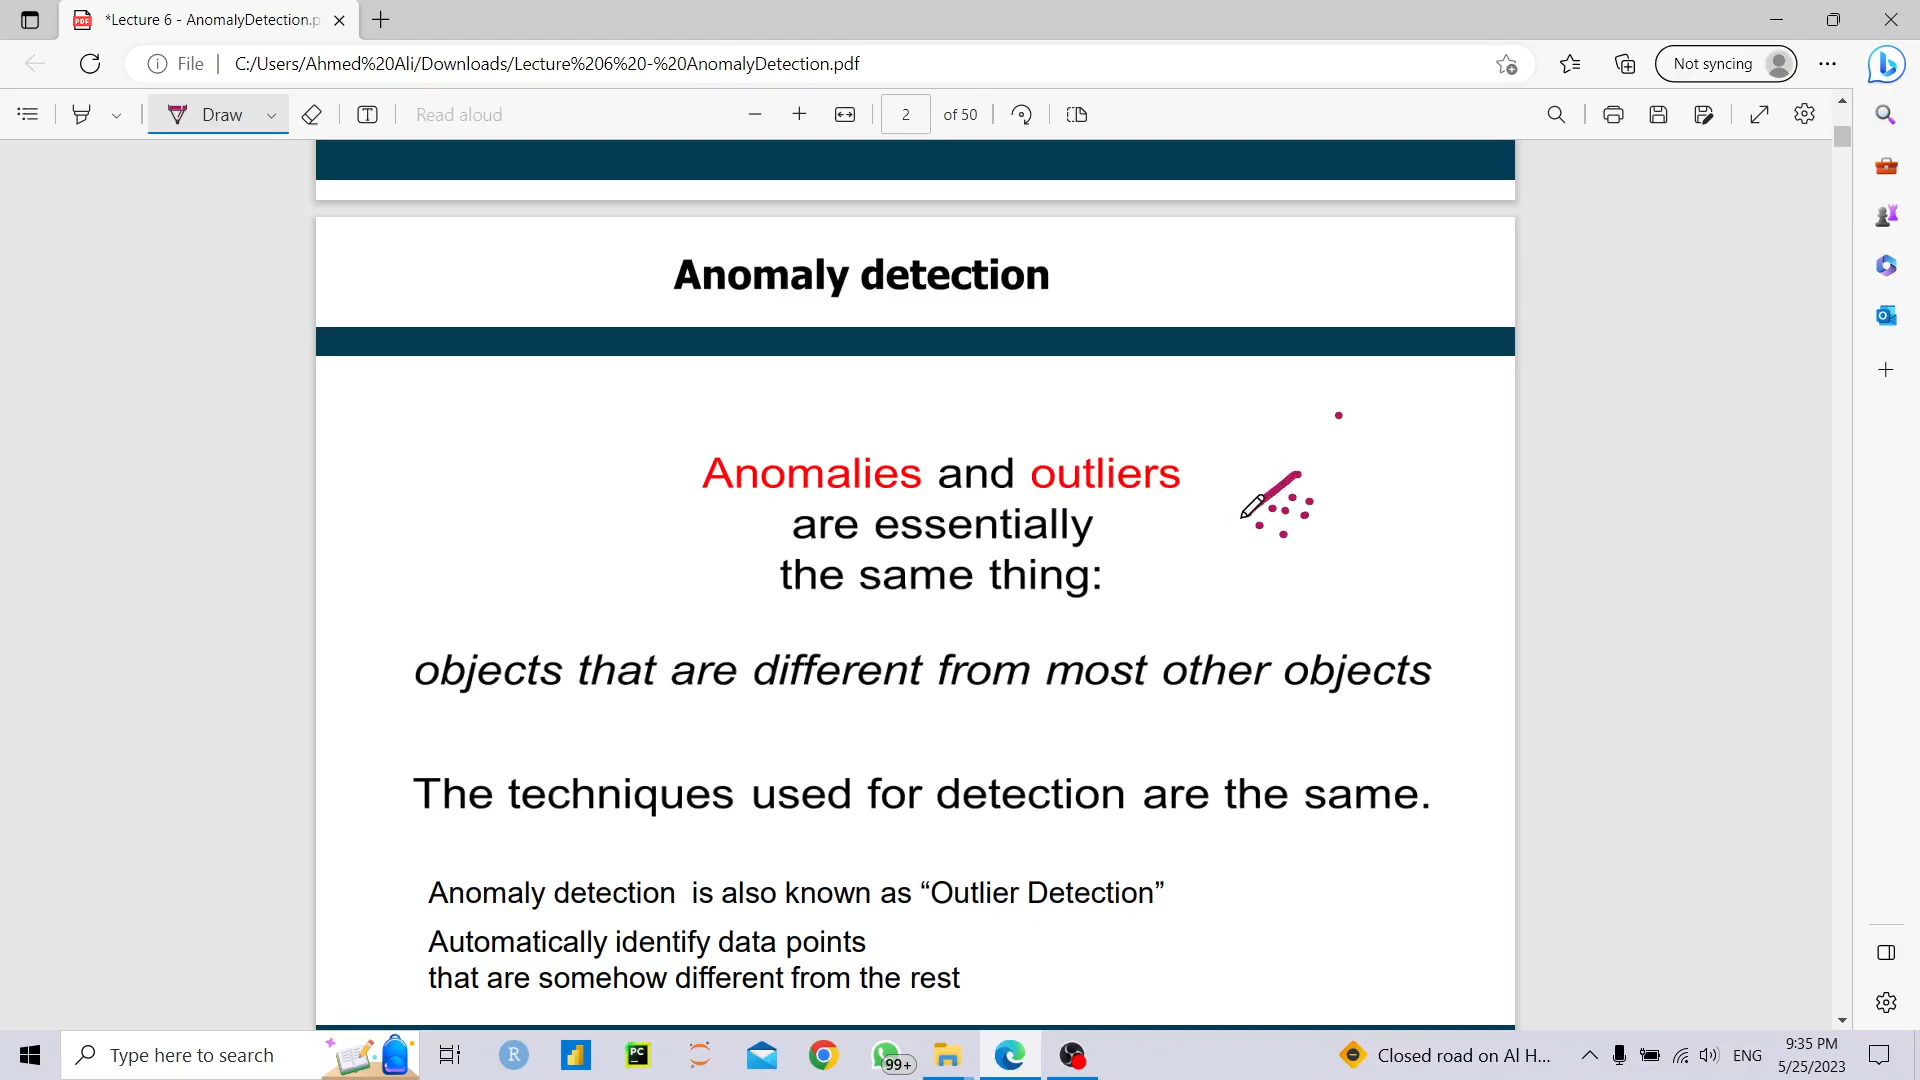 *Lecture 6 - AnomalyDetection.p
File
C:/Users/Ahmed%20Ali/Downloads/Lecture%206%20-%20AnomalyDetection.pdf
Not syncing
Draw
Read aloud
2
of 50
Anomaly detection
Anomalies and outliers
are essentially
the same thing:
objects that are different from most other objects
The techniques used for detection are the same.
Anomaly detection is also known as “Outlier Detection”
Automatically identify data points
that are somehow different from the rest
Type here to search
R
PC
99+
Closed road on Al H...
ENG
9:35 PM
5/25/2023